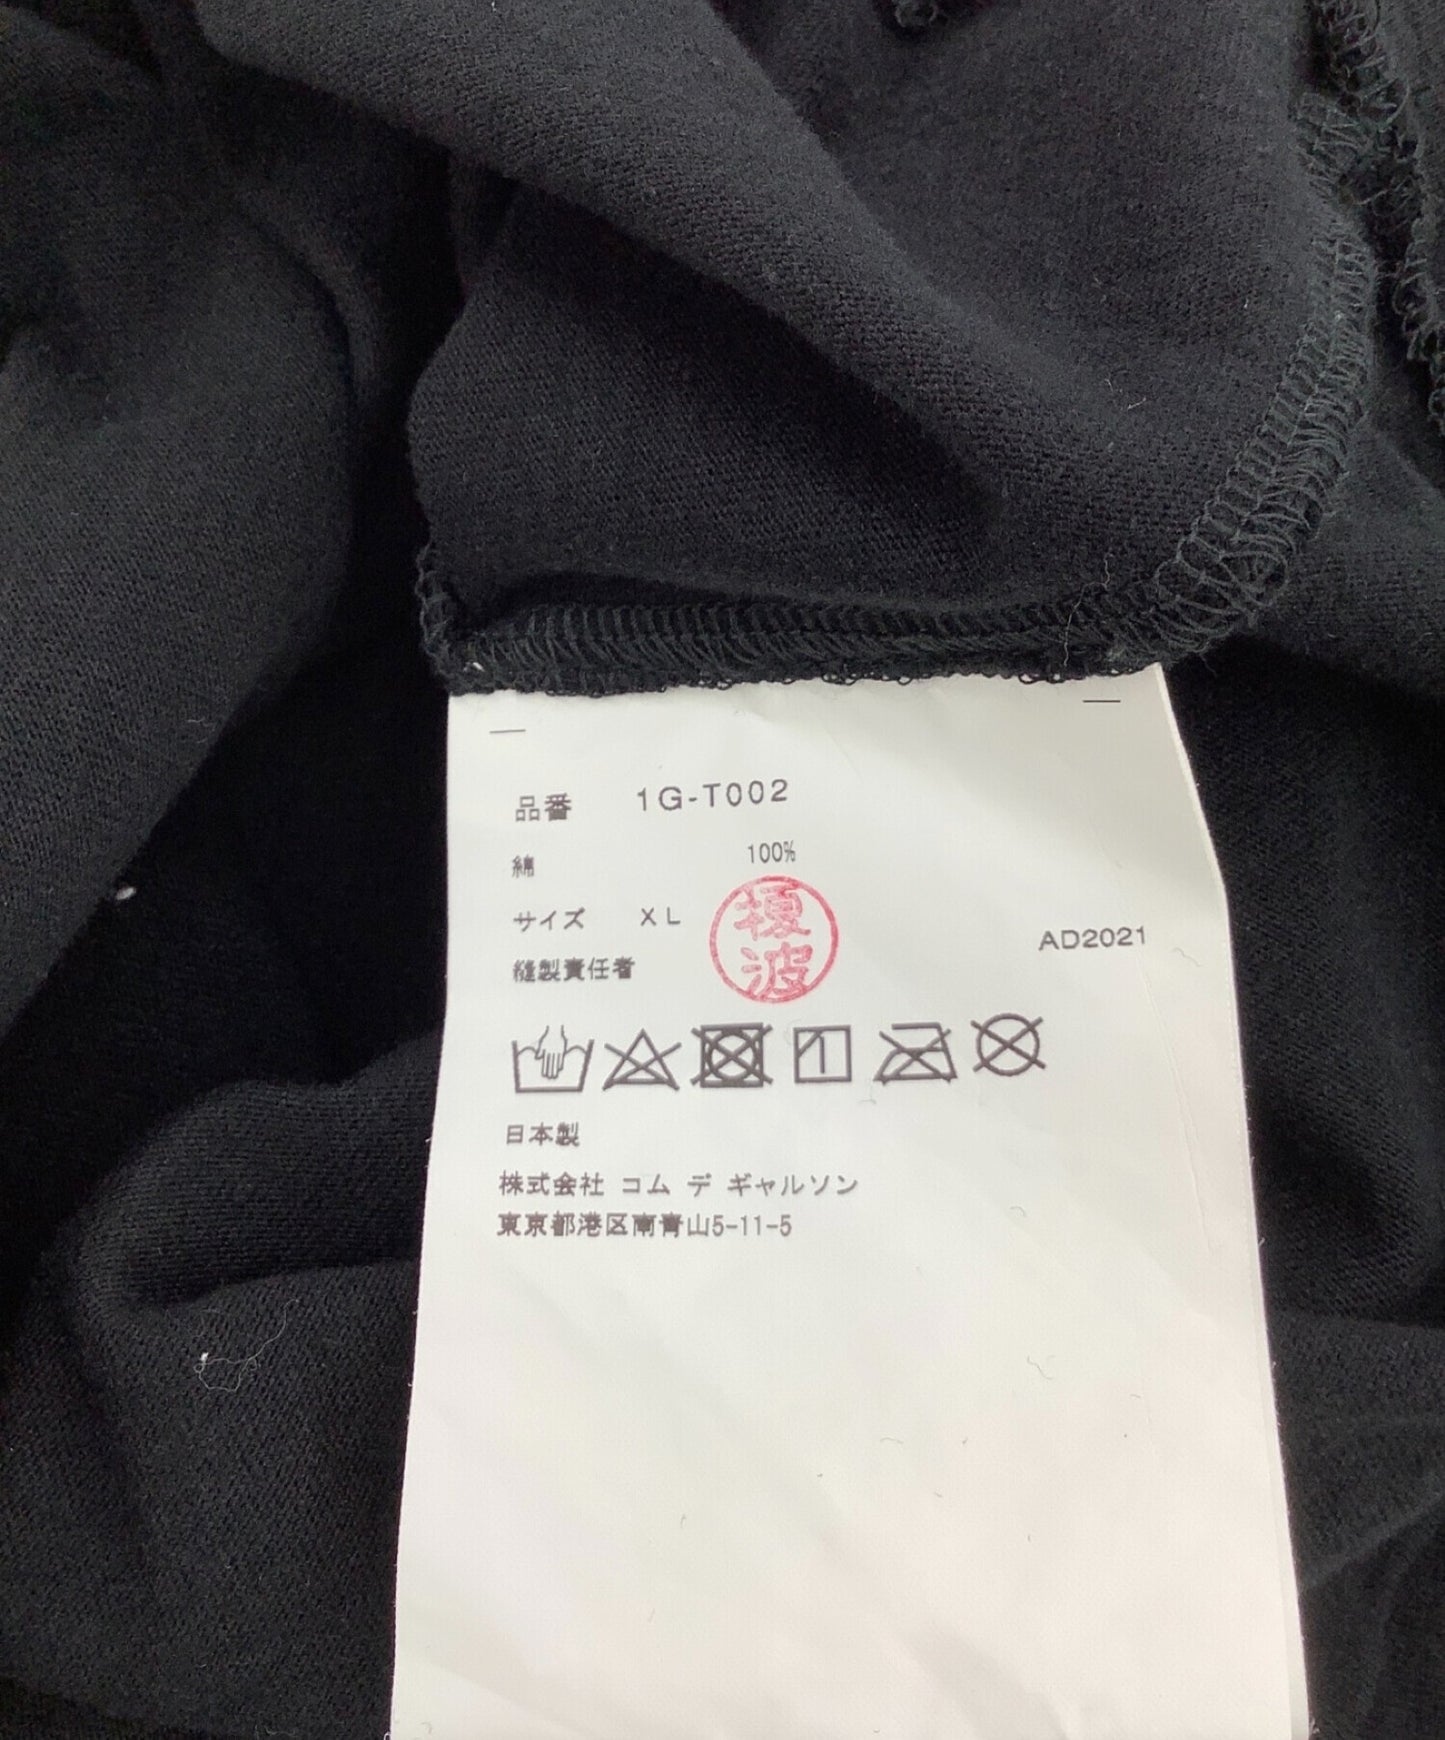 品番 1G-T002
綿 100%
サイズ XL
榎波
縫製責任者
AD2021
日本製
株式会社 コム デ ギャルソン
東京都港区南青山5-11-5